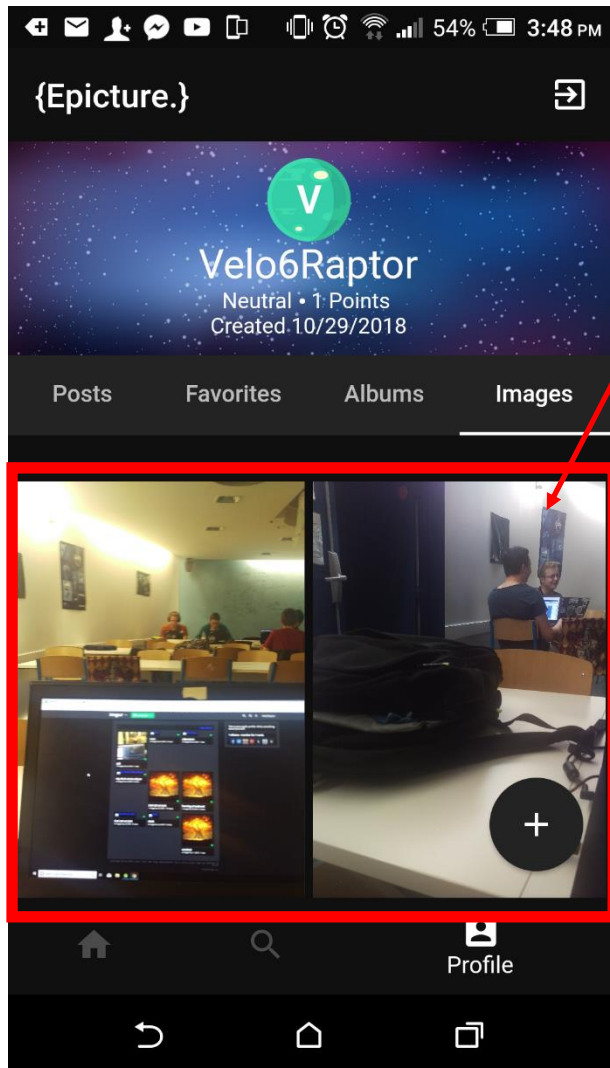 54% 3:48 PM
{Epicture.}
V
Velo6Raptor
Neutral • 1 Points
Created 10/29/2018
Posts Favorites Albums Images
+
Profile